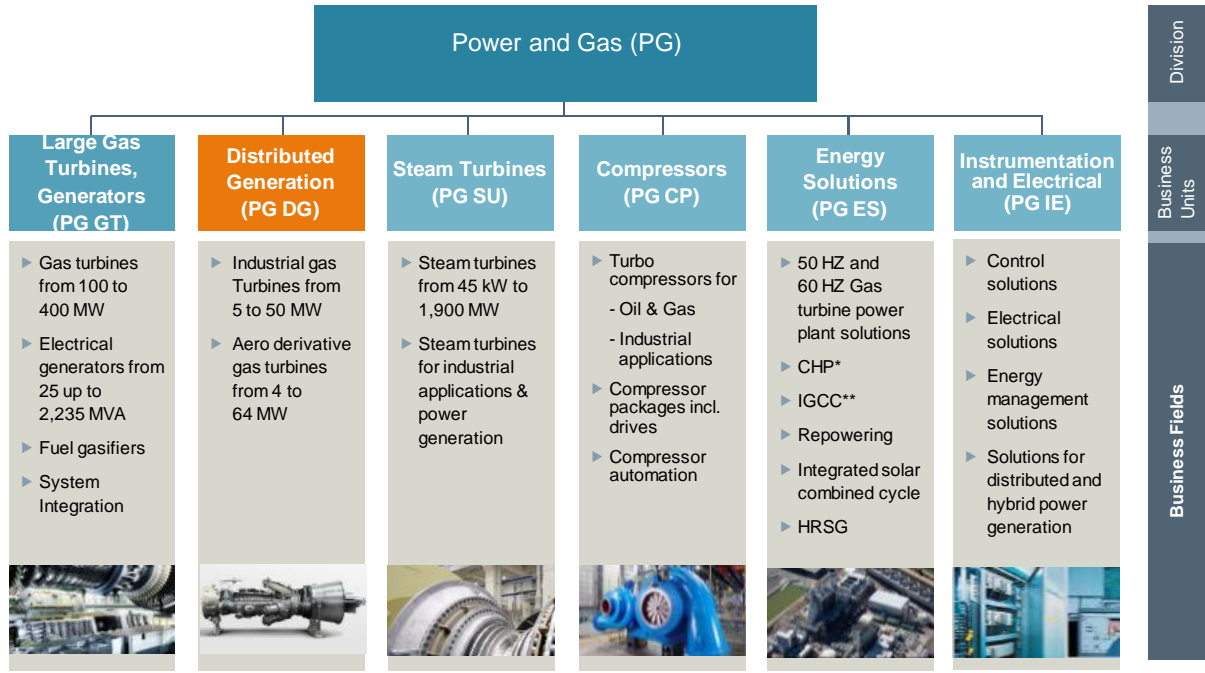 Power and Gas (PG)
Division
Large Gas
Turbines,
Generators
(PG GT)
Distributed
Generation
(PG DG)
Steam Turbines
(PG SU)
Compressors
(PG CP)
Energy
Solutions
(PG ES)
Instrumentation
and Electrical
(PG IE)
Business
Units
Gas turbines
from 100 to
400 MW
Electrical
generators from
25 up to
2,235 MVA
Fuel gasifiers
System
Integration
Industrial gas
Turbines from
5 to 50 MW
Aero derivative
gas turbines
from 4 to
64 MW
Steam turbines
from 45 kW to
1,900 MW
Steam turbines
for industrial
applications &
power
generation
Turbo
compressors for
- Oil & Gas
- Industrial
applications
Compressor
packages incl.
drives
Compressor
automation
50 HZ and
60 HZ Gas
turbine power
plant solutions
CHP*
IGCC**
Repowering
Integrated solar
combined cycle
HRSG
Control
solutions
Electrical
solutions
Energy
management
solutions
Solutions for
distributed and
hybrid power
generation
Business Fields